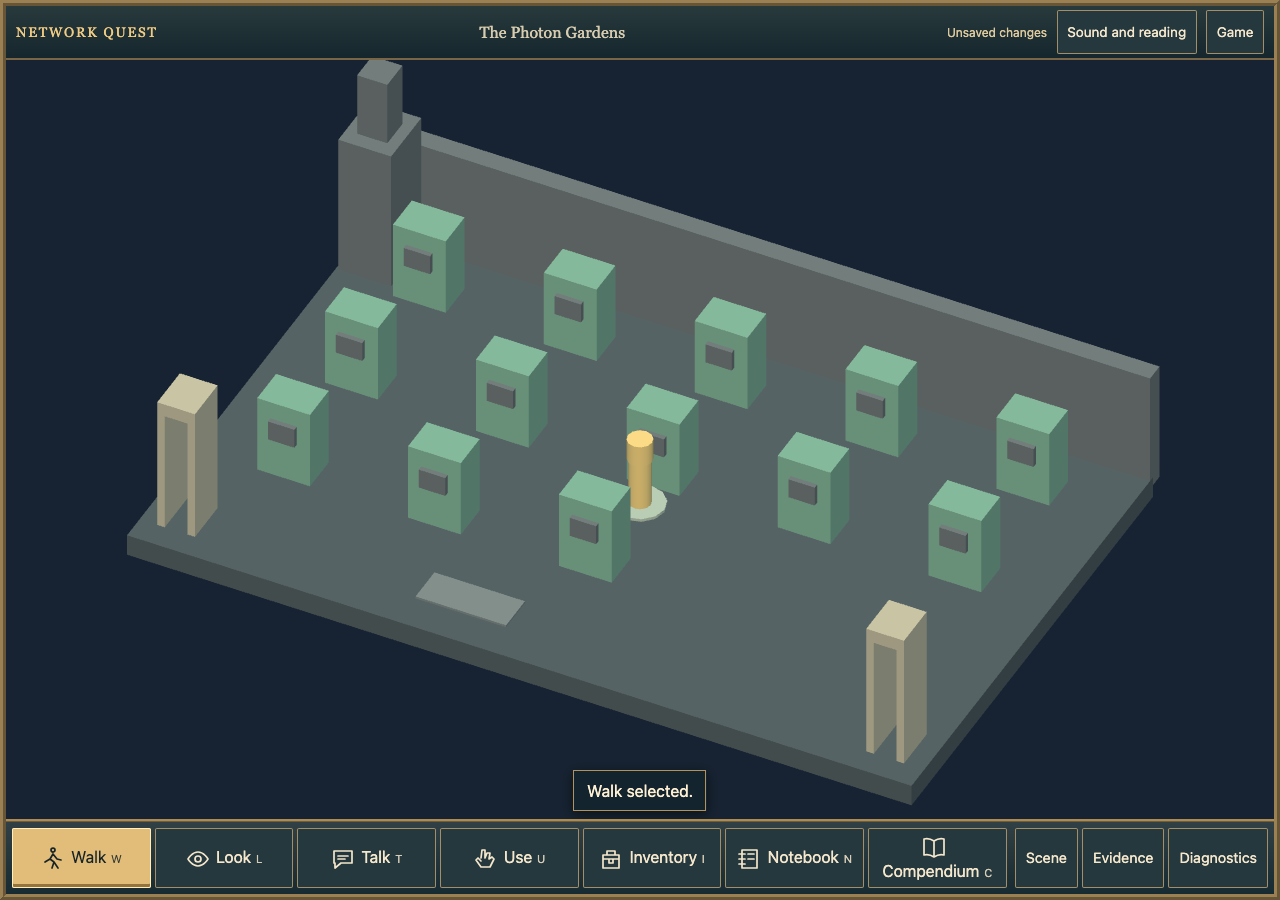 NETWORK QUEST
The Photon Gardens
Unsaved changes
Sound and reading
Game
Walk selected.
Walk W
Look L
Talk T
Use U
Inventory I
Notebook N
Compendium C
Scene
Evidence
Diagnostics